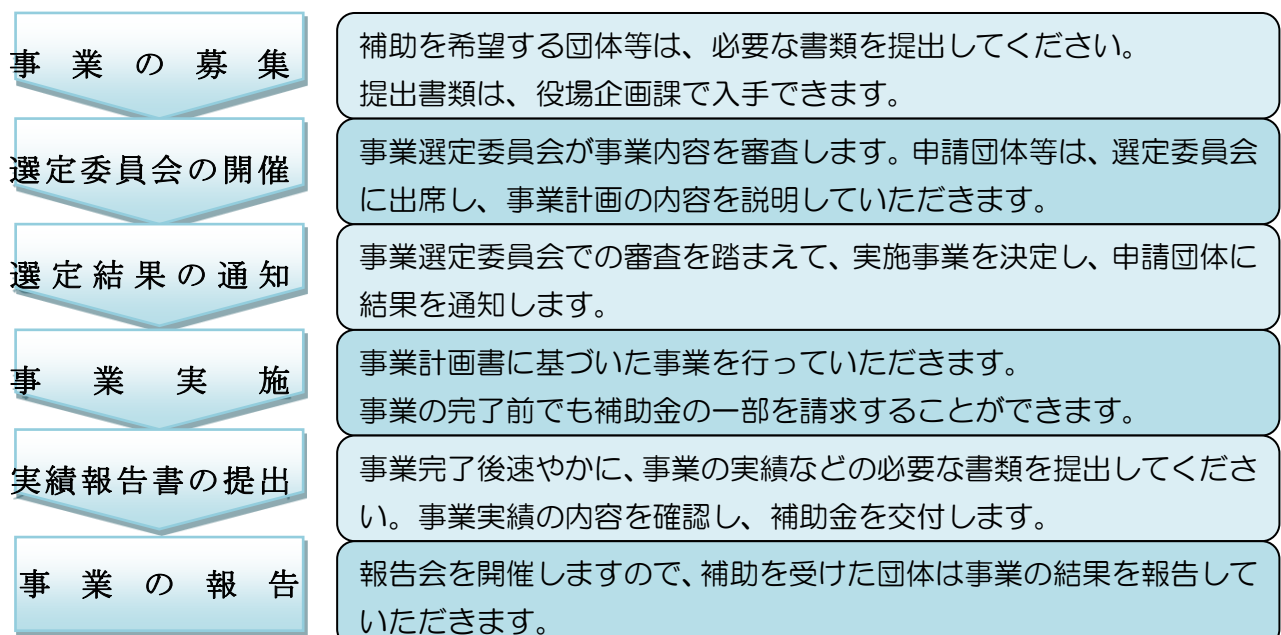 事業の募集
補助を希望する団体等は、必要な書類を提出してください。
提出書類は、役場企画課で入手できます。
選定委員会の開催
事業選定委員会が事業内容を審査します。申請団体等は、選定委員会
に出席し、事業計画の内容を説明していただきます。
選定結果の通知
事業選定委員会での審査を踏まえて、実施事業を決定し、申請団体に
結果を通知します。
事業実施
事業計画書に基づいた事業を行っていただきます。
事業の完了前でも補助金の一部を請求することができます。
実績報告書の提出
事業完了後速やかに、事業の実績などの必要な書類を提出してくださ
い。事業実績の内容を確認し、補助金を交付します。
事業の報告
報告会を開催しますので、補助を受けた団体は事業の結果を報告して
いただきます。